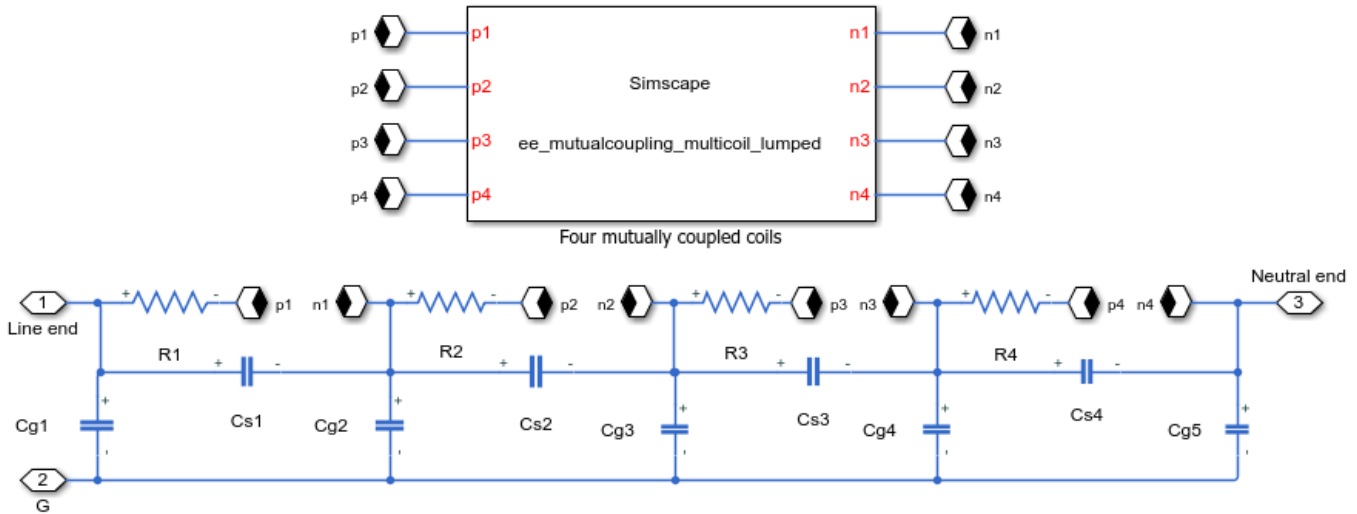 p1 p1 n1 n1
p2 p2 Simscape n2 n2
p3 p3 ee_mutualcoupling_multicoil_lumped n3 n3
p4 p4 n4 n4
Four mutually coupled coils
Neutral end
1 + - p1 n1 + - p2 n2 + - p3 n3 + - p4 n4 3
Line end
R1 R2 R3 R4
+ - + - + - + -
+ + + + +
Cg1 Cs1 Cg2 Cs2 Cg3 Cs3 Cg4 Cs4 Cg5
- - - - -
2
G